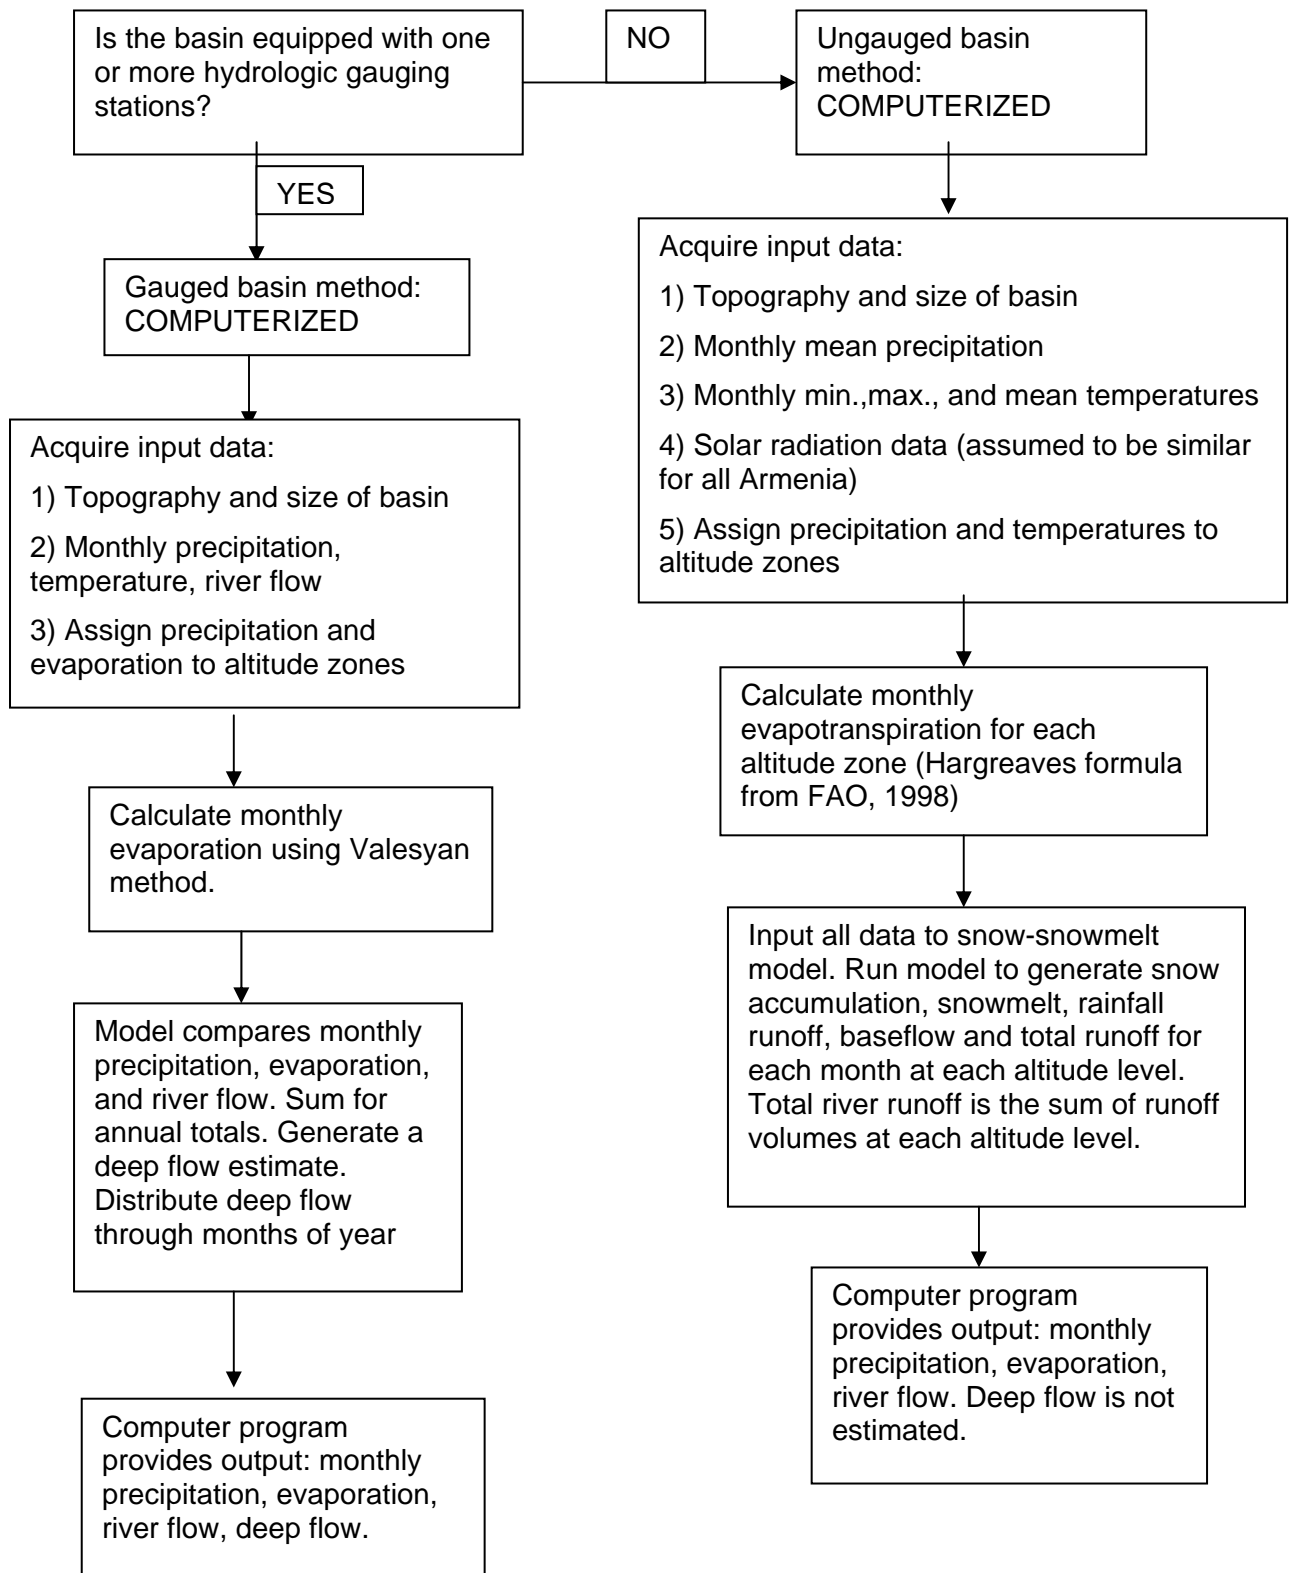 Is the basin equipped with one
or more hydrologic gauging
stations?
NO
Ungauged basin
method:
COMPUTERIZED
YES
Gauged basin method:
COMPUTERIZED
Acquire input data:
1) Topography and size of basin
2) Monthly precipitation,
temperature, river flow
3) Assign precipitation and
evaporation to altitude zones
Calculate monthly
evaporation using Valesyan
method.
Model compares monthly
precipitation, evaporation,
and river flow. Sum for
annual totals. Generate a
deep flow estimate.
Distribute deep flow
through months of year
Computer program
provides output: monthly
precipitation, evaporation,
river flow, deep flow.
Acquire input data:
1) Topography and size of basin
2) Monthly mean precipitation
3) Monthly min.,max., and mean temperatures
4) Solar radiation data (assumed to be similar
for all Armenia)
5) Assign precipitation and temperatures to
altitude zones
Calculate monthly
evapotranspiration for each
altitude zone (Hargreaves formula
from FAO, 1998)
Input all data to snow-snowmelt
model. Run model to generate snow
accumulation, snowmelt, rainfall
runoff, baseflow and total runoff for
each month at each altitude level.
Total river runoff is the sum of runoff
volumes at each altitude level.
Computer program
provides output: monthly
precipitation, evaporation,
river flow. Deep flow is not
estimated.